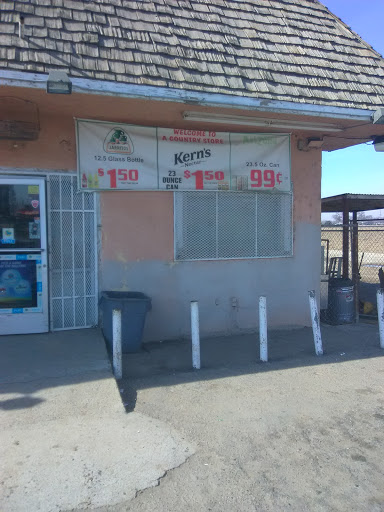 WELCOME TO
A COUNTRY STORE
12.5 Glass Bottle
$1.50
Kern's
Nectar
23
OUNCE
CAN
$1.50
23.5 Oz. Can
99¢